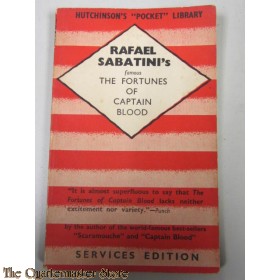 HUTCHINSON'S "POCKET" LIBRARY
RAFAEL
SABATINI's
famous
THE FORTUNES
OF
CAPTAIN
BLOOD
"It is almost superfluous to say that The
Fortunes of Captain Blood lacks neither
excitement nor variety."—Punch
by the author of the world-famous best-sellers
"Scaramouche" and "Captain Blood"
SERVICES EDITION
© The Quartermaster Store